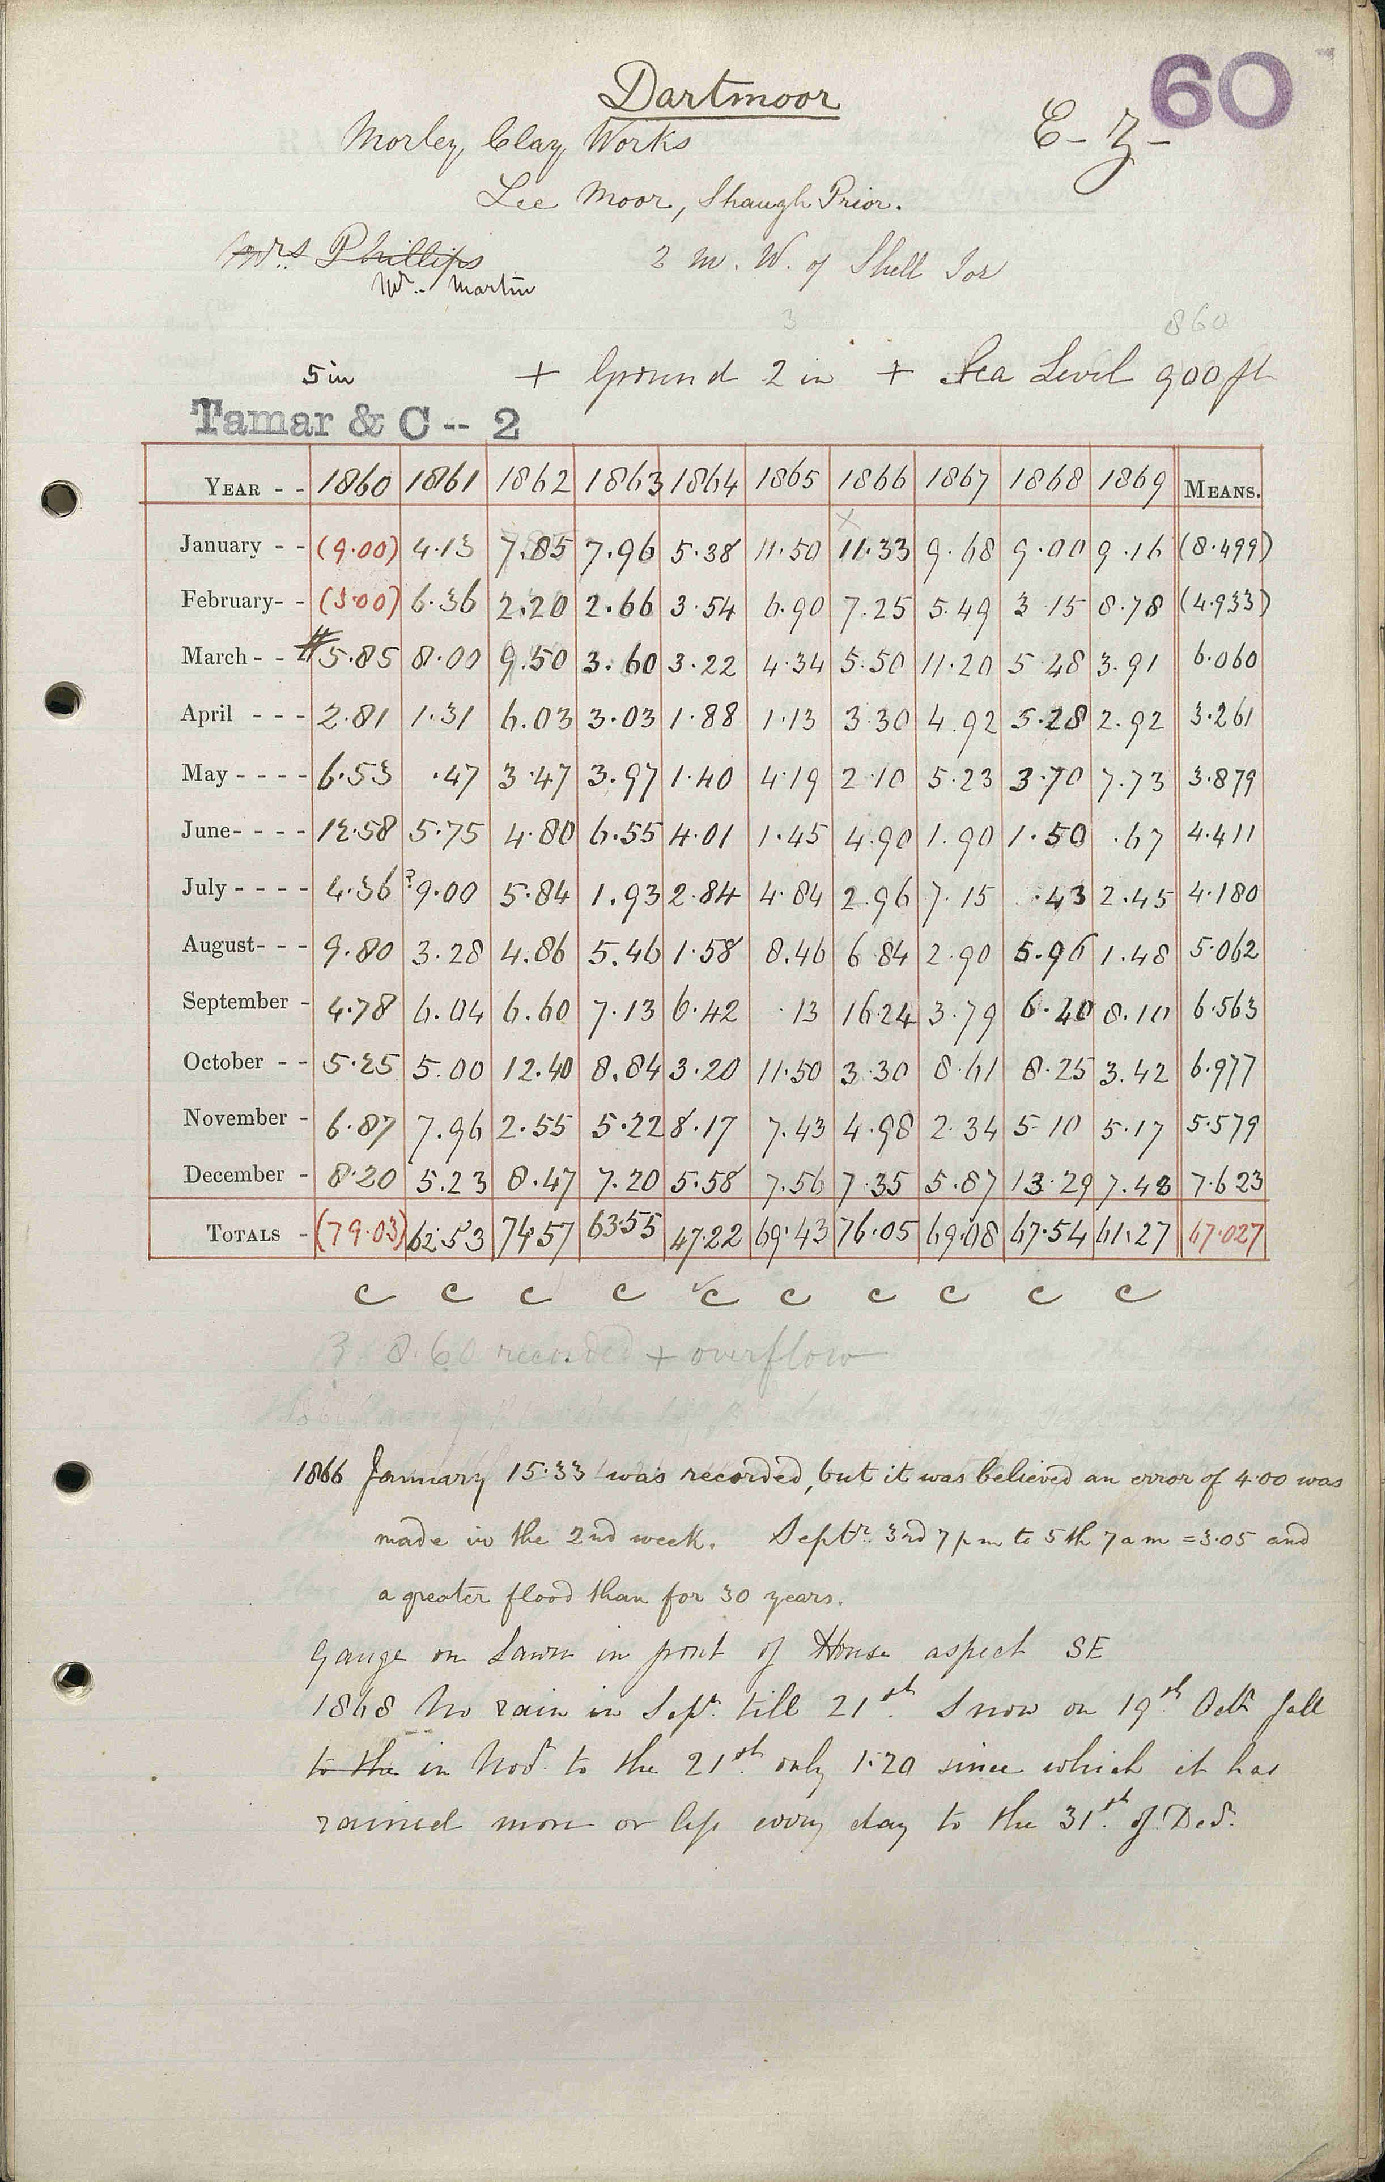 60
Dartmoor
E - Z -
Morley Clay Works
Lee Moor, Shaugh Prior.
Mrs. Phillips
2 m. W. of Shell Tor
Mr. Martin
3 860
5 in + Ground 2 in + Sea Level 900 ft
Tamar & C -- 2
YEAR - - 1860 1861 1862 1863 1864 1865 1866 1867 1868 1869 MEANS.
January - - (9.00) 4.13 7.85 7.96 5.38 11.50 11.33 9.68 9.00 9.16 (8.499)
February - - (3.00) 6.36 2.20 2.66 3.54 6.90 7.25 5.49 3.15 8.78 (4.933)
March - - 5.85 8.00 9.50 3.60 3.22 4.34 5.50 11.20 5.48 3.91 6.060
April - - - 2.81 1.31 6.03 3.03 1.88 1.13 3.30 4.92 5.28 2.92 3.261
May - - - - 6.53 .47 3.47 3.97 1.40 4.19 2.10 5.23 3.70 7.73 3.879
June - - - - 12.58 5.75 4.80 6.55 4.01 1.45 4.90 1.90 1.50 .67 4.411
July - - - - 4.36 ?9.00 5.84 1.93 2.84 4.84 2.96 7.15 .43 2.45 4.180
August - - - 9.80 3.28 4.86 5.46 1.58 8.46 6.84 2.90 5.96 1.48 5.062
September - 4.78 6.04 6.60 7.13 6.42 .13 16.24 3.79 6.40 8.10 6.563
October - - 5.25 5.00 12.40 8.84 3.20 11.50 3.30 8.61 8.25 3.42 6.977
November - 6.87 7.96 2.55 5.22 8.17 7.43 4.98 2.34 5.10 5.17 5.579
December - 8.20 5.23 8.47 7.20 5.58 7.56 7.35 5.87 13.29 7.48 7.623
TOTALS - (79.03) 62.53 74.57 63.55 47.22 69.43 76.05 69.08 67.54 61.27 67.027
C C C C C C C C C C
8.60 recorded + overflow
1866 January 15.33 was recorded, but it was believed an error of 4.00 was
made in the 2nd week. Septr. 3rd 7 pm to 5th 7 am = 3.05 and
a greater flood than for 30 years.
Gauge on Lawn in front of House aspect SE
1868 No rain in Sepr. till 21st. Snow on 19th Octr. fall
to the in Novr. to the 21st. only 1.20 since which it has
rained more or less every day to the 31st. of Decr.